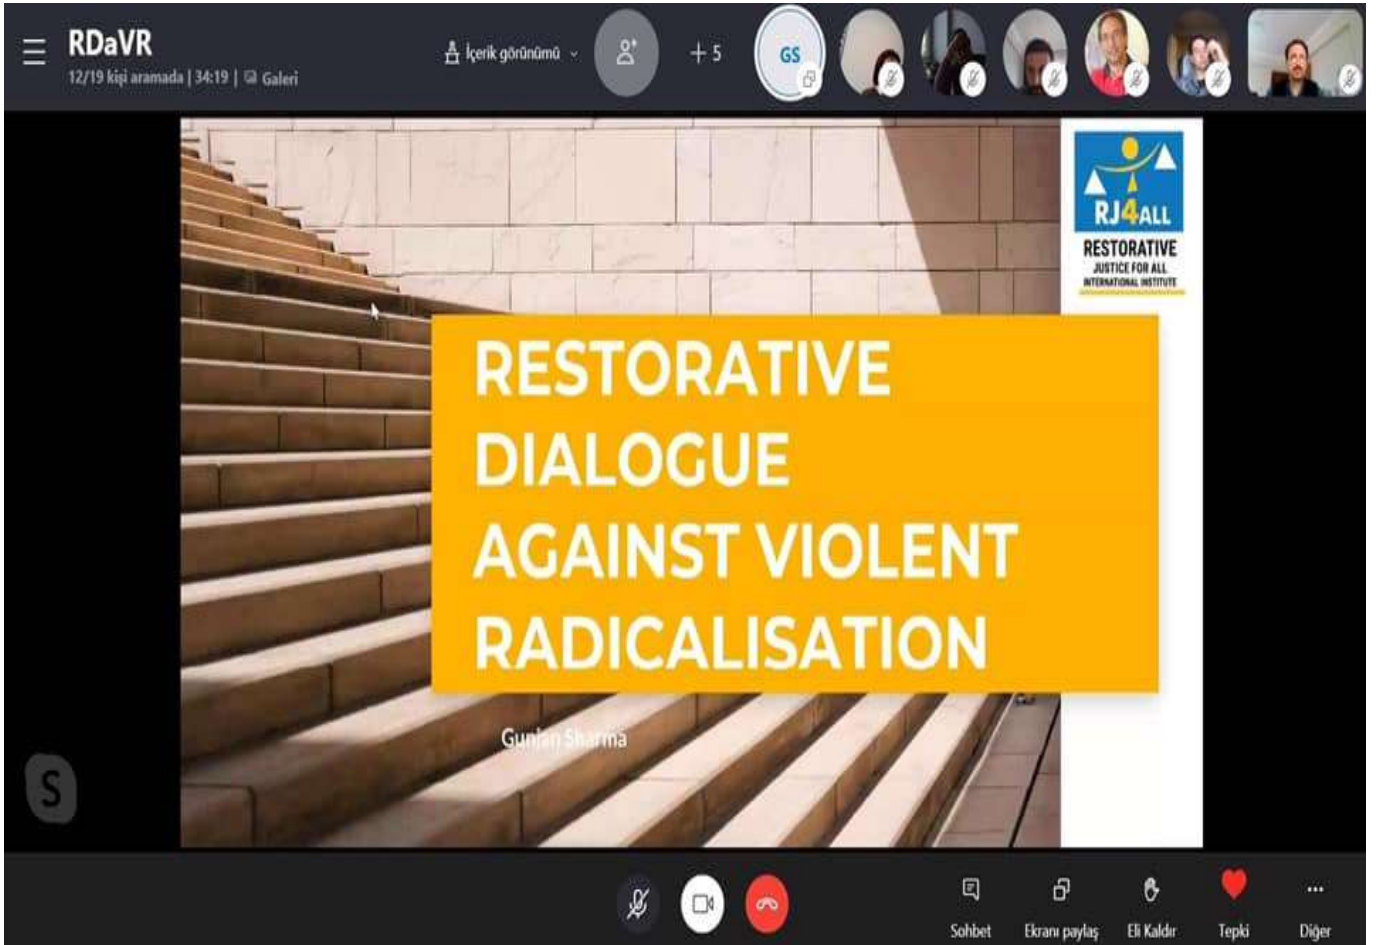 RDaVR
12/19 kişi aramada | 34:19 | Galeri
İçerik görünümü
+5
GS
RJ4ALL
RESTORATIVE
JUSTICE FOR ALL
INTERNATIONAL INSTITUTE
RESTORATIVE
DIALOGUE
AGAINST VIOLENT
RADICALISATION
Gunjan Sharma
S
Sohbet
Ekranı paylaş
Eli Kaldır
Tepki
Diğer